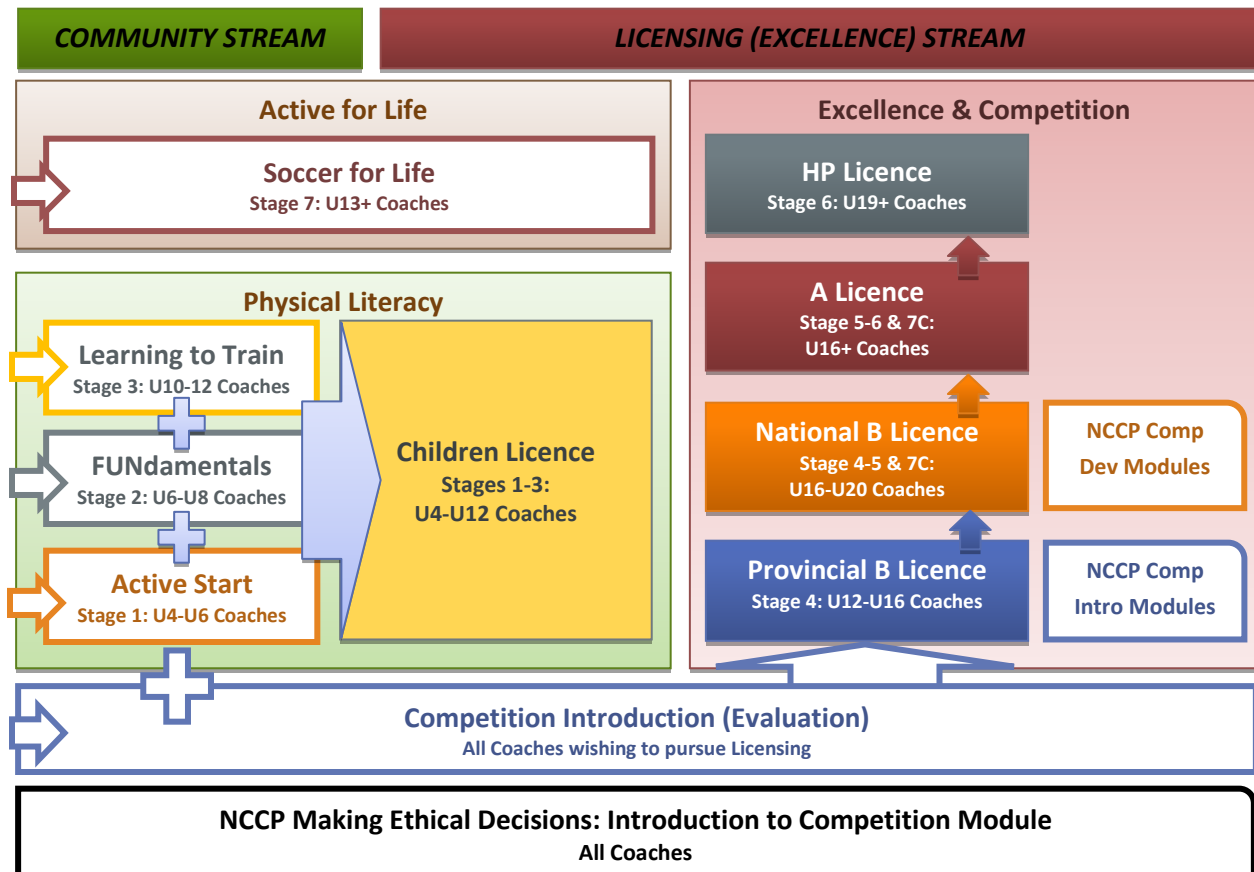 COMMUNITY STREAM
LICENSING (EXCELLENCE) STREAM
Active for Life
Soccer for Life
Stage 7: U13+ Coaches
Physical Literacy
Learning to Train
Stage 3: U10-12 Coaches
FUNdamentals
Stage 2: U6-U8 Coaches
Active Start
Stage 1: U4-U6 Coaches
Children Licence
Stages 1-3:
U4-U12 Coaches
Excellence & Competition
HP Licence
Stage 6: U19+ Coaches
A Licence
Stage 5-6 & 7C:
U16+ Coaches
National B Licence
Stage 4-5 & 7C:
U16-U20 Coaches
NCCP Comp
Dev Modules
Provincial B Licence
Stage 4: U12-U16 Coaches
NCCP Comp
Intro Modules
Competition Introduction (Evaluation)
All Coaches wishing to pursue Licensing
NCCP Making Ethical Decisions: Introduction to Competition Module
All Coaches